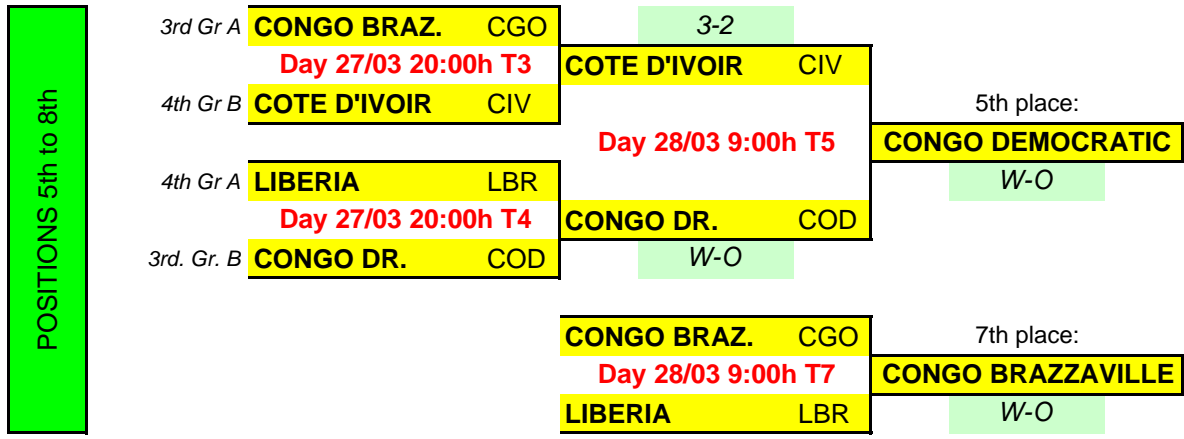 POSITIONS 5th to 8th
3rd Gr A CONGO BRAZ. CGO 3-2
Day 27/03 20:00h T3 COTE D'IVOIR CIV
4th Gr B COTE D'IVOIR CIV 5th place:
Day 28/03 9:00h T5 CONGO DEMOCRATIC
4th Gr A LIBERIA LBR W-O
Day 27/03 20:00h T4 CONGO DR. COD
3rd. Gr. B CONGO DR. COD W-O
CONGO BRAZ. CGO 7th place:
Day 28/03 9:00h T7 CONGO BRAZZAVILLE
LIBERIA LBR W-O